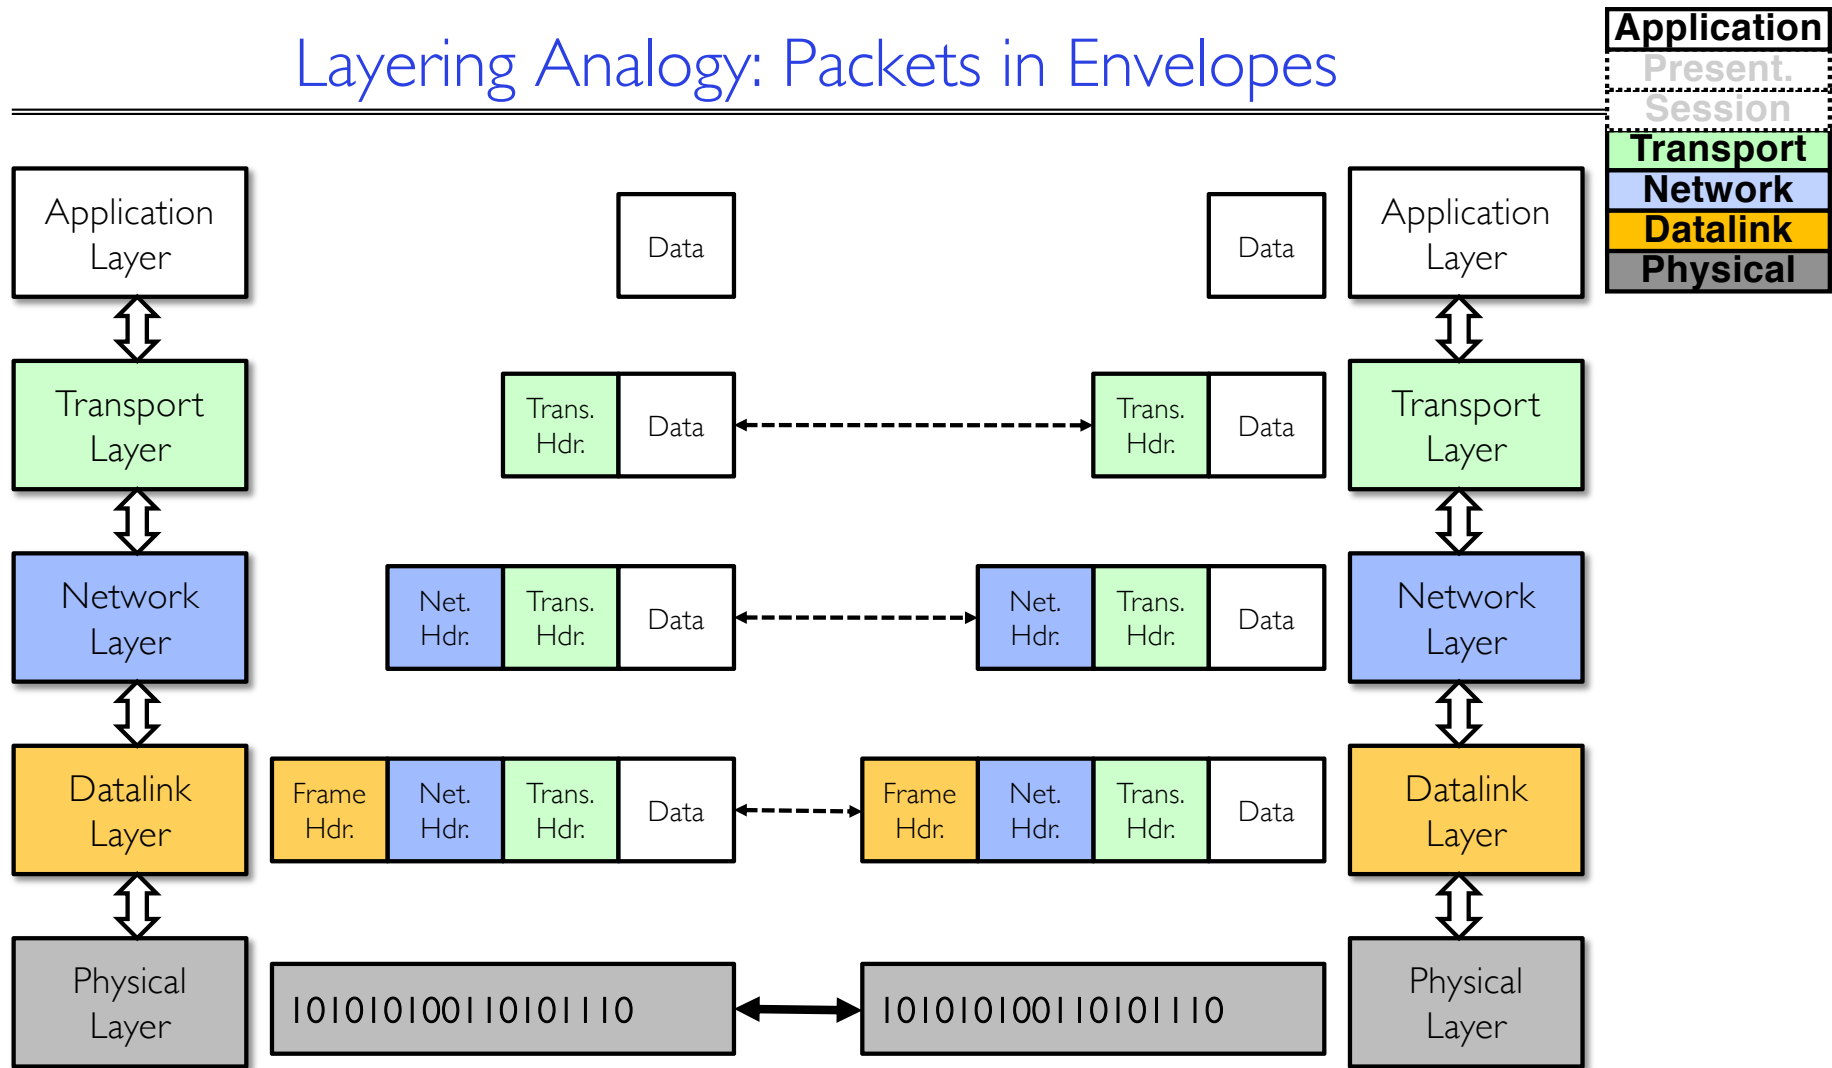 Layering Analogy: Packets in Envelopes
Application
Present.
Session
Transport
Network
Datalink
Physical
Application
Layer
Data
Data
Application
Layer
Transport
Layer
Trans.
Hdr.
Data
Trans.
Hdr.
Data
Transport
Layer
Network
Layer
Net.
Hdr.
Trans.
Hdr.
Data
Net.
Hdr.
Trans.
Hdr.
Data
Network
Layer
Datalink
Layer
Frame
Hdr.
Net.
Hdr.
Trans.
Hdr.
Data
Frame
Hdr.
Net.
Hdr.
Trans.
Hdr.
Data
Datalink
Layer
Physical
Layer
101010100110101110
101010100110101110
Physical
Layer